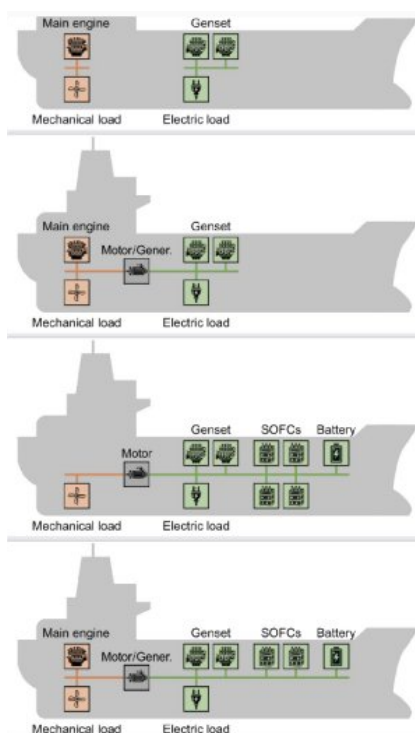 Main engine Genset
Mechanical load Electric load
Main engine Genset
Motor/Gener.
Mechanical load Electric load
Genset SOFCs Battery
Motor
Mechanical load Electric load
Main engine Genset SOFCs Battery
Motor/Gener.
Mechanical load Electric load